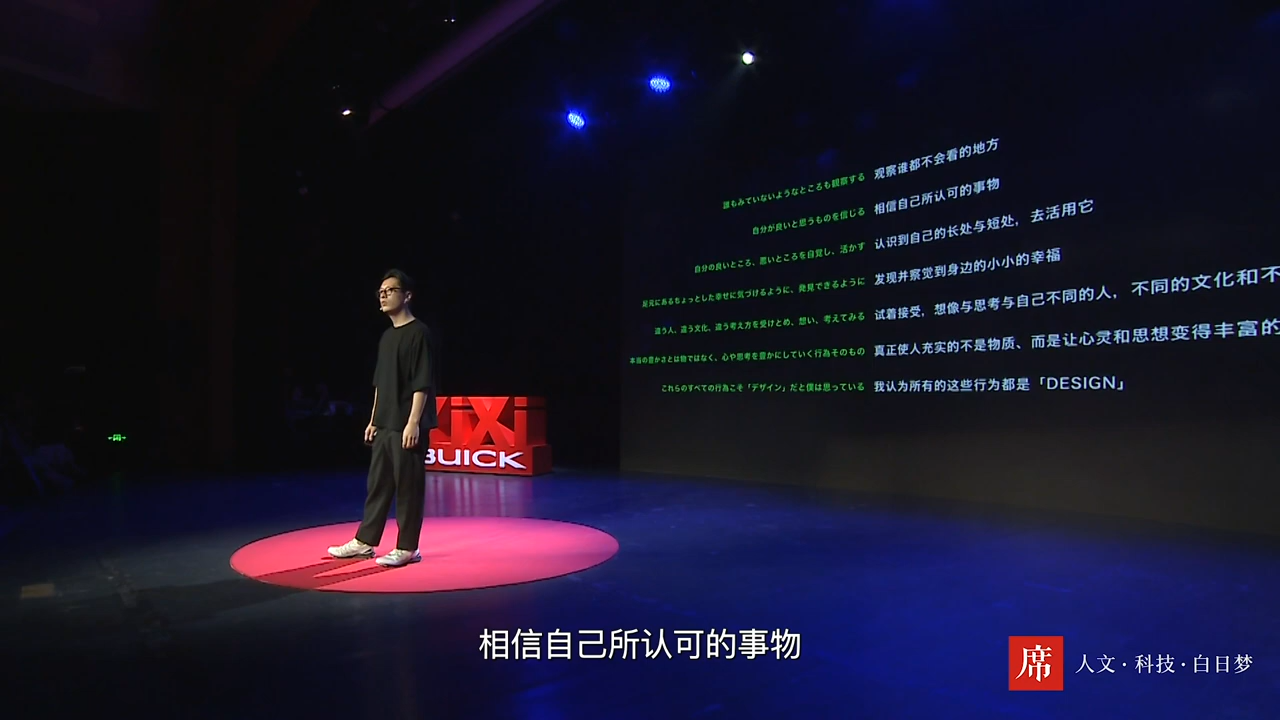 誰もみていないようなところも観察する 观察谁都不会看的地方
自分が良いと思うものを信じる 相信自己所认可的事物
自分の良いところ、悪いところを自覚し、活かす 认识到自己的长处与短处，去活用它
足元にあるちょっとした幸せに気づけるように、発見できるように 发现并察觉到身边的小小的幸福
違う人、違う文化、違う考え方を受けとめ、想い、考えてみる 试着接受，想像与思考与自己不同的人，不同的文化和不
本当の豊かさとは物ではなく、心や思考を豊かにしていく行為そのもの 真正使人充实的不是物质、而是让心灵和思想变得丰富的
これらのすべての行為こそ「デザイン」だと僕は思っている 我认为所有的这些行为都是「DESIGN」
XiXi
BUICK
相信自己所认可的事物
席 人文·科技·白日梦